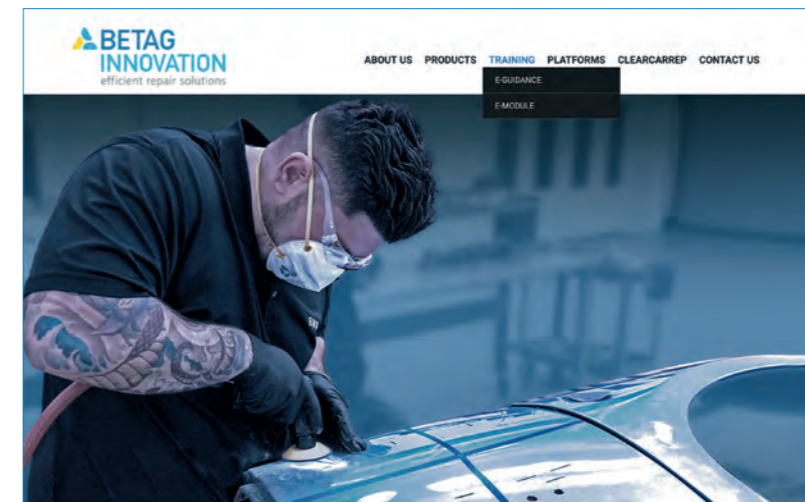 BETAG
INNOVATION
efficient repair solutions
ABOUT US PRODUCTS TRAINING PLATFORMS CLEARCARREP CONTACT US
E-GUIDANCE
E-MODULE